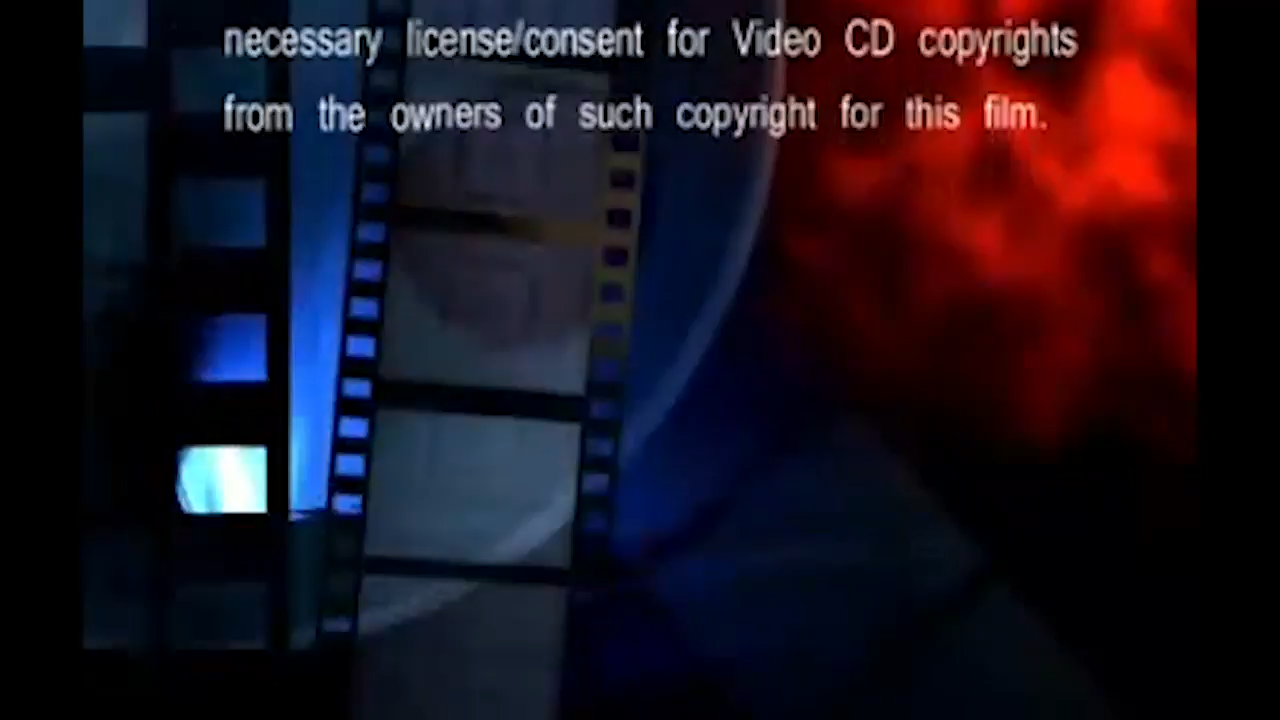 necessary license/consent for Video CD copyrights
from the owners of such copyright for this film.